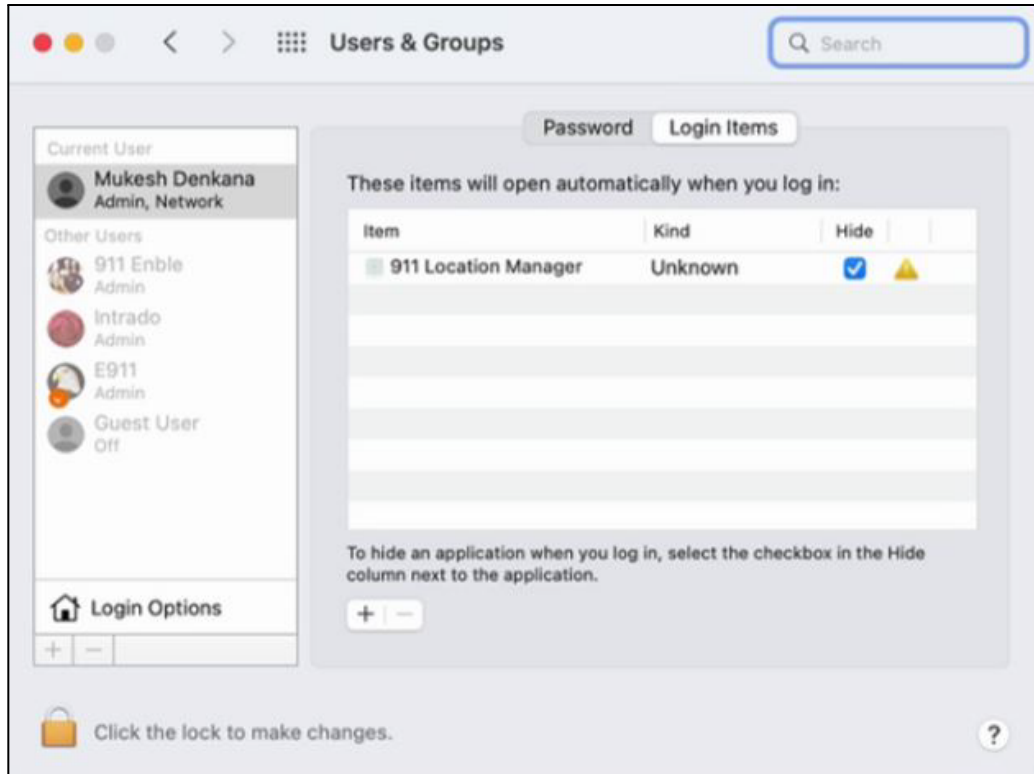 Users & Groups
Search
Current User
Mukesh Denkana
Admin, Network
Other Users
911 Enble
Admin
Intrado
Admin
E911
Admin
Guest User
Off
Login Options
+ −
Password Login Items
These items will open automatically when you log in:
Item Kind Hide
911 Location Manager Unknown
To hide an application when you log in, select the checkbox in the Hide
column next to the application.
+ −
Click the lock to make changes.
?